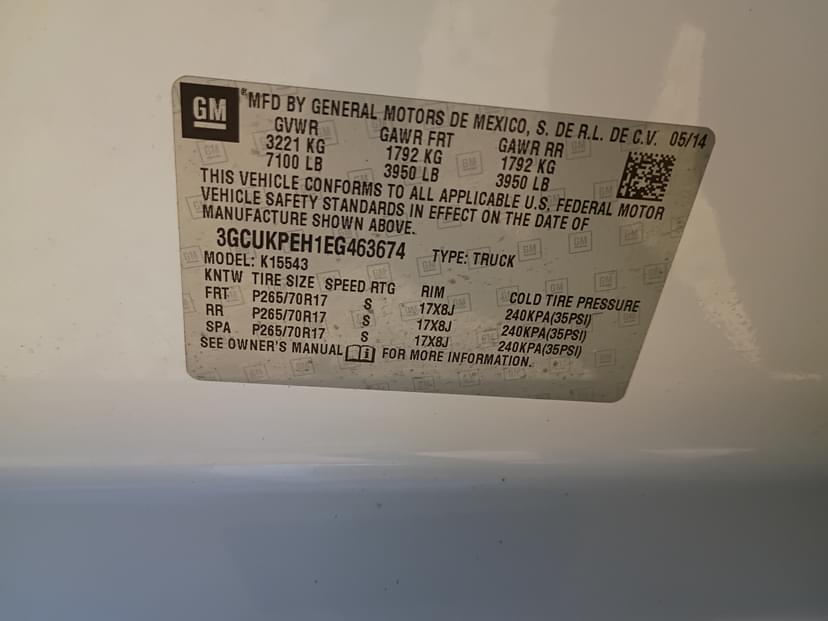 GM ®MFD BY GENERAL MOTORS DE MEXICO, S. DE R.L. DE C.V. 05/14
GVWR GAWR FRT GAWR RR
3221 KG 1792 KG 1792 KG
7100 LB 3950 LB 3950 LB
THIS VEHICLE CONFORMS TO ALL APPLICABLE U.S. FEDERAL MOTOR
VEHICLE SAFETY STANDARDS IN EFFECT ON THE DATE OF
MANUFACTURE SHOWN ABOVE.
3GCUKPEH1EG463674 TYPE: TRUCK
MODEL: K15543
KNTW TIRE SIZE SPEED RTG RIM COLD TIRE PRESSURE
FRT P265/70R17 S 17X8J 240KPA(35PSI)
RR P265/70R17 S 17X8J 240KPA(35PSI)
SPA P265/70R17 S 17X8J 240KPA(35PSI)
SEE OWNER'S MANUAL i FOR MORE INFORMATION.